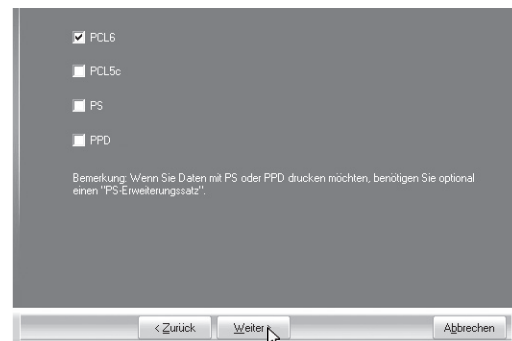 PCL6
PCL5c
PS
PPD
Bemerkung: Wenn Sie Daten mit PS oder PPD drucken möchten, benötigen Sie optional
einen "PS-Erweiterungssatz".
< Zurück Weiter > Abbrechen